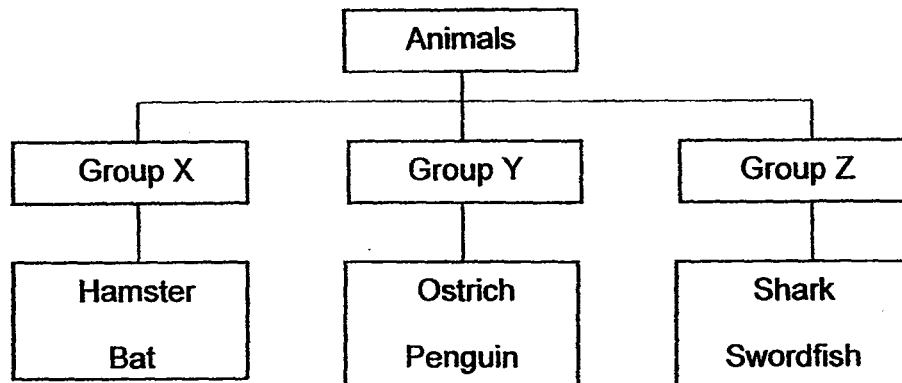 Animals
Group X
Group Y
Group Z
Hamster
Bat
Ostrich
Penguin
Shark
Swordfish